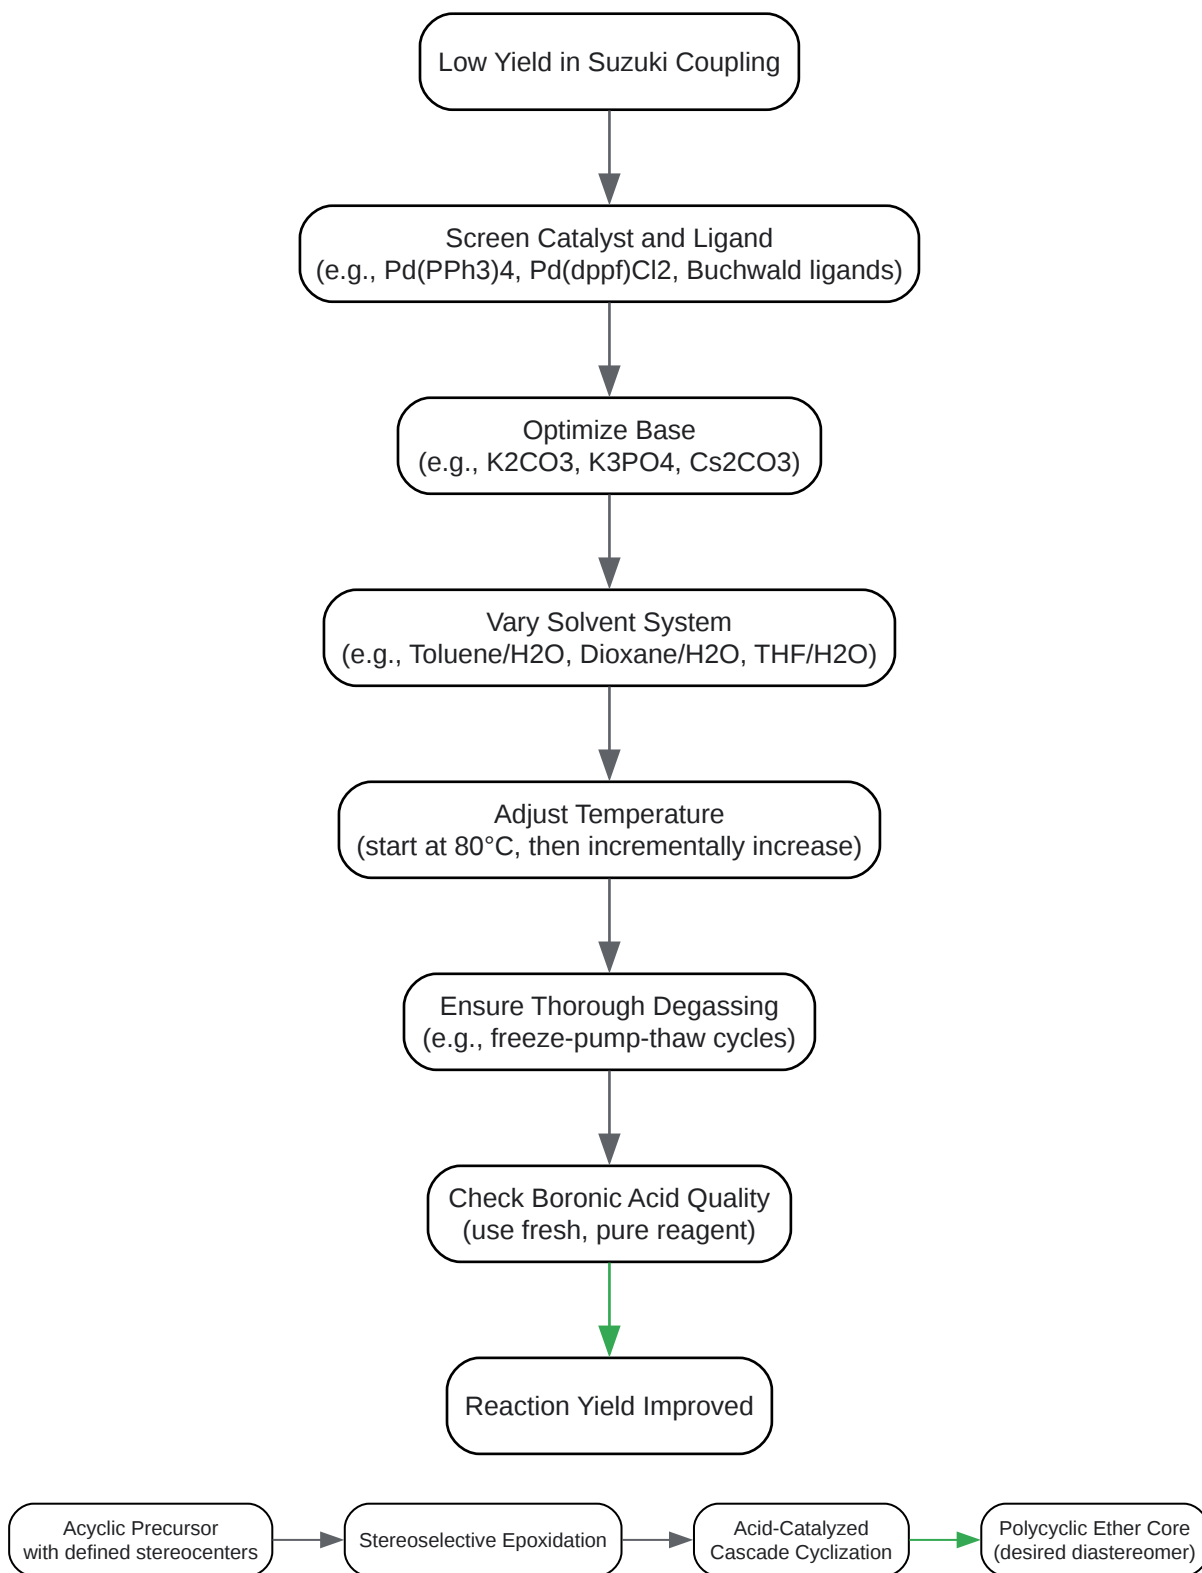 Low Yield in Suzuki Coupling
Screen Catalyst and Ligand
(e.g., Pd(PPh3)4, Pd(dppf)Cl2, Buchwald ligands)
Optimize Base
(e.g., K2CO3, K3PO4, Cs2CO3)
Vary Solvent System
(e.g., Toluene/H2O, Dioxane/H2O, THF/H2O)
Adjust Temperature
(start at 80°C, then incrementally increase)
Ensure Thorough Degassing
(e.g., freeze-pump-thaw cycles)
Check Boronic Acid Quality
(use fresh, pure reagent)
Reaction Yield Improved
Acyclic Precursor
with defined stereocenters
Stereoselective Epoxidation
Acid-Catalyzed
Cascade Cyclization
Polycyclic Ether Core
(desired diastereomer)